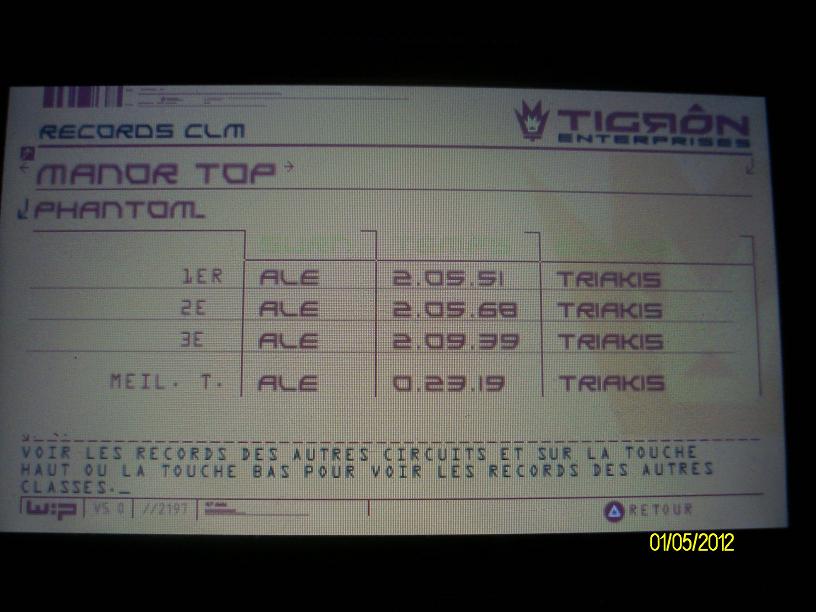 RECORDS CLM
TIGRÔN
ENTERPRISES
MANOR TOP
PHANTOM
1ER ALE 2.05.51 TRIAKIS
2E ALE 2.05.68 TRIAKIS
3E ALE 2.09.39 TRIAKIS
MEIL. T. ALE 0.23.19 TRIAKIS
VOIR LES RECORDS DES AUTRES CIRCUITS ET SUR LA TOUCHE
HAUT OU LA TOUCHE BAS POUR VOIR LES RECORDS DES AUTRES
CLASSES._
W:P V5.0 //2197 RETOUR
01/05/2012